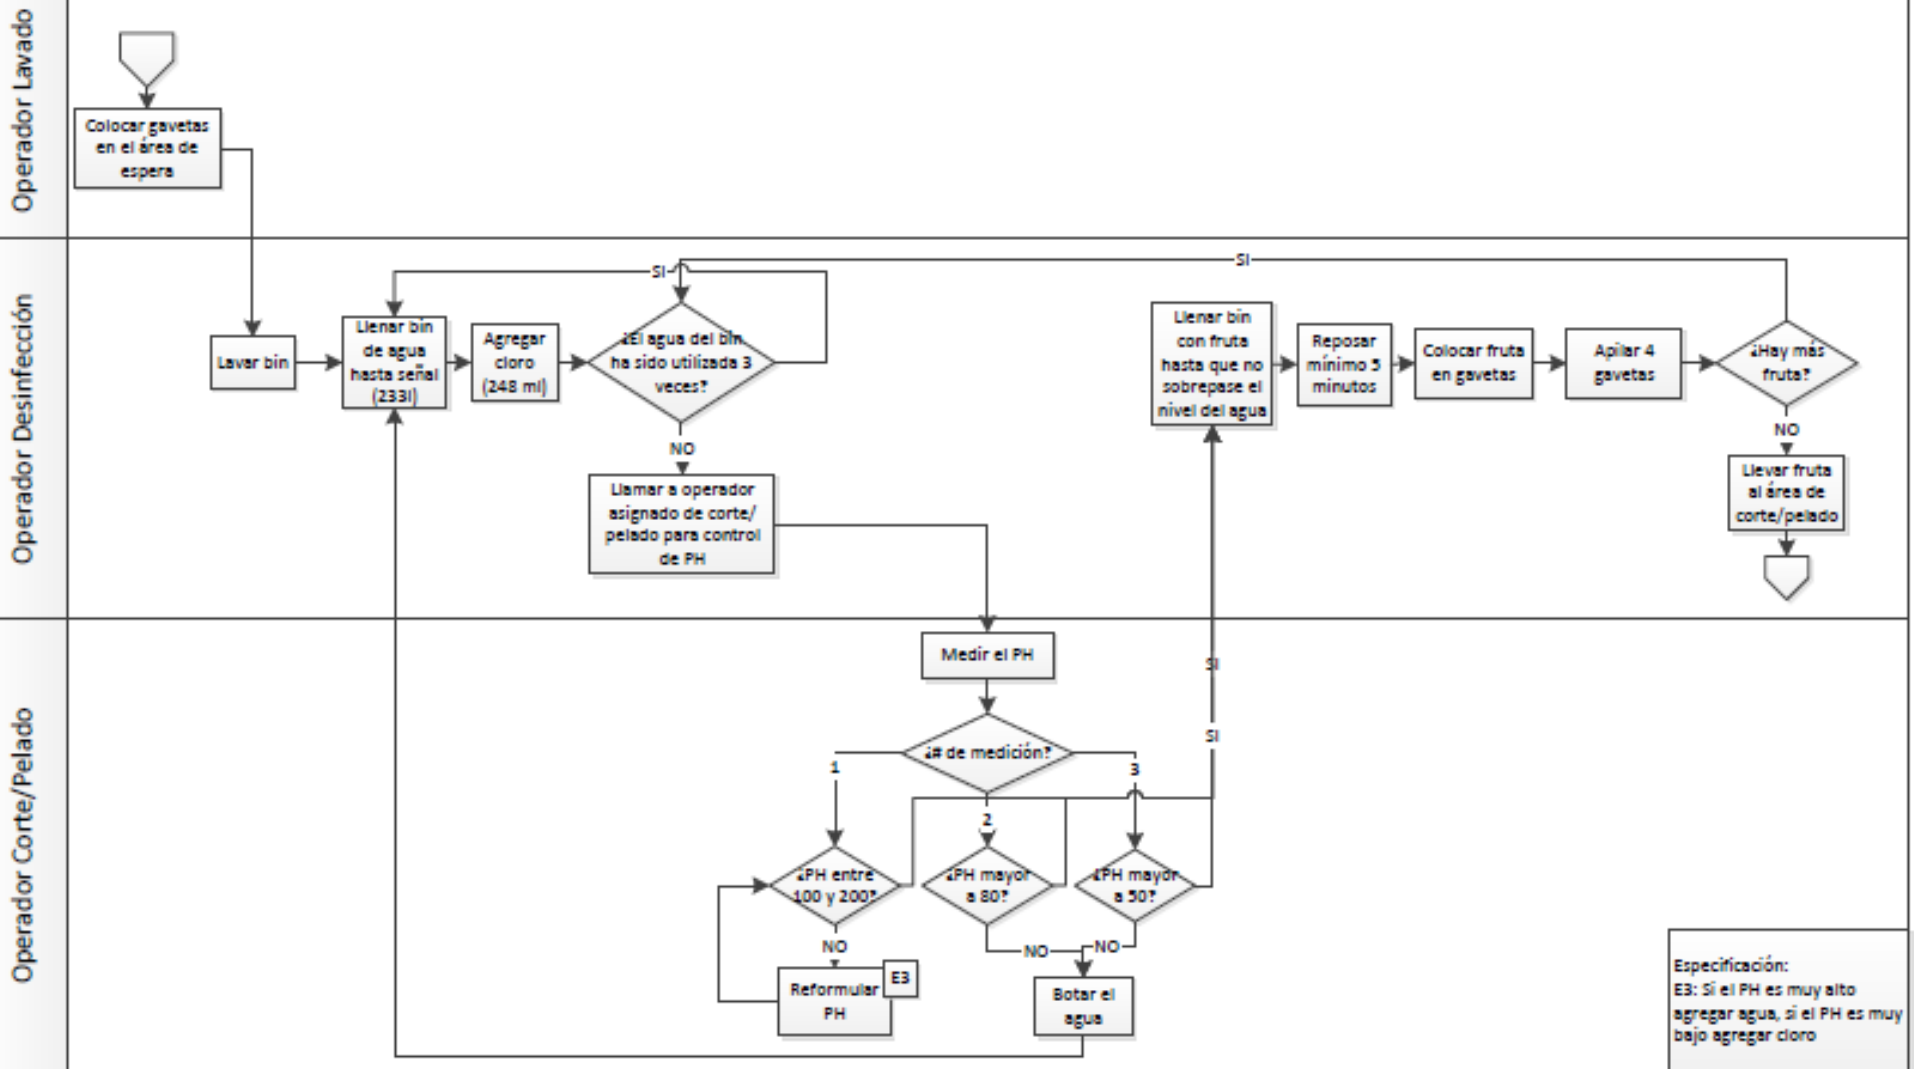 Operador Lavado
Colocar gavetas
en el área de
espera
Operador Desinfección
Lavar bin
Llenar bin
de agua
hasta señal
(233l)
Agregar
cloro
(248 ml)
SI
¿El agua del bin
ha sido utilizada 3
veces?
NO
Llamar a operador
asignado de corte/
pelado para control
de PH
SI
Llenar bin
con fruta
hasta que no
sobrepase el
nivel del agua
Reposar
mínimo 5
minutos
Colocar fruta
en gavetas
Apilar 4
gavetas
¿Hay más
fruta?
NO
Llevar fruta
al área de
corte/pelado
Operador Corte/Pelado
Medir el PH
¿# de medición?
1
2
3
SI
SI
¿PH entre
100 y 200?
¿PH mayor
a 80?
¿PH mayor
a 50?
NO
NO
NO
Reformular
PH
E3
Botar el
agua
Especificación:
E3: Si el PH es muy alto
agregar agua, si el PH es muy
bajo agregar cloro